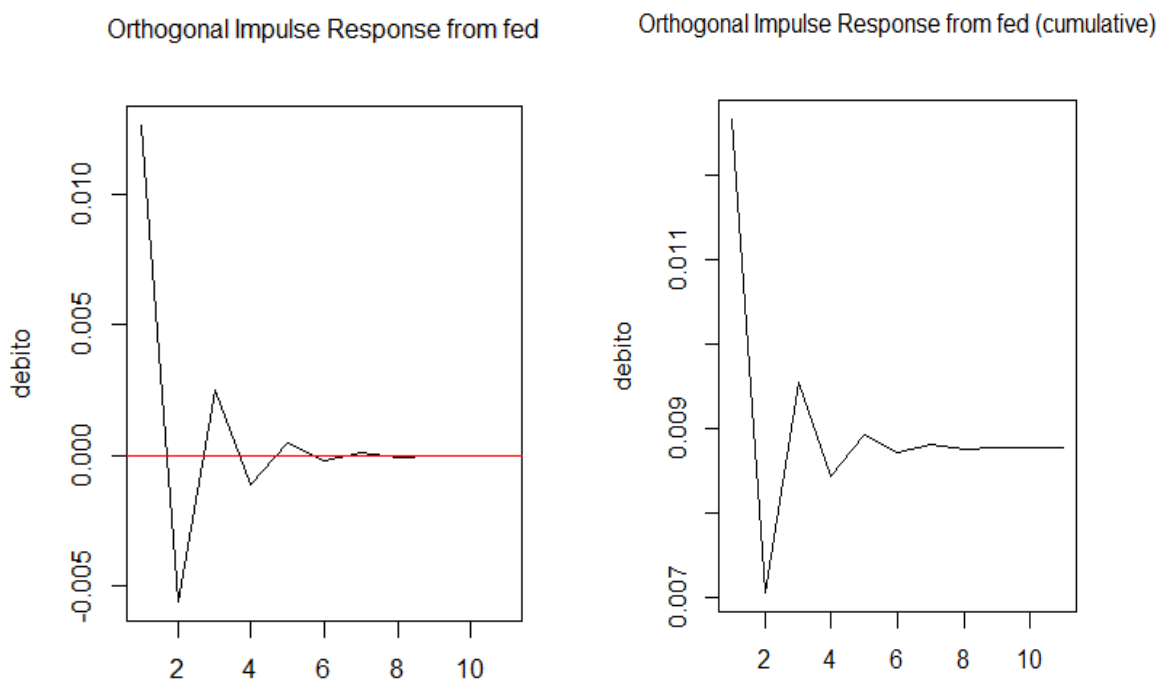 Orthogonal Impulse Response from fed
debito
0.010
0.005
0.000
-0.005
2 4 6 8 10
Orthogonal Impulse Response from fed (cumulative)
debito
0.011
0.009
0.007
2 4 6 8 10